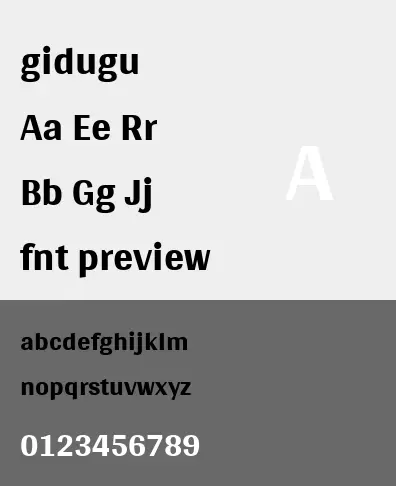 gidugu
Aa Ee Rr
A
Bb Gg Jj
fnt preview
abcdefghijklm
nopqrstuvwxyz
0123456789